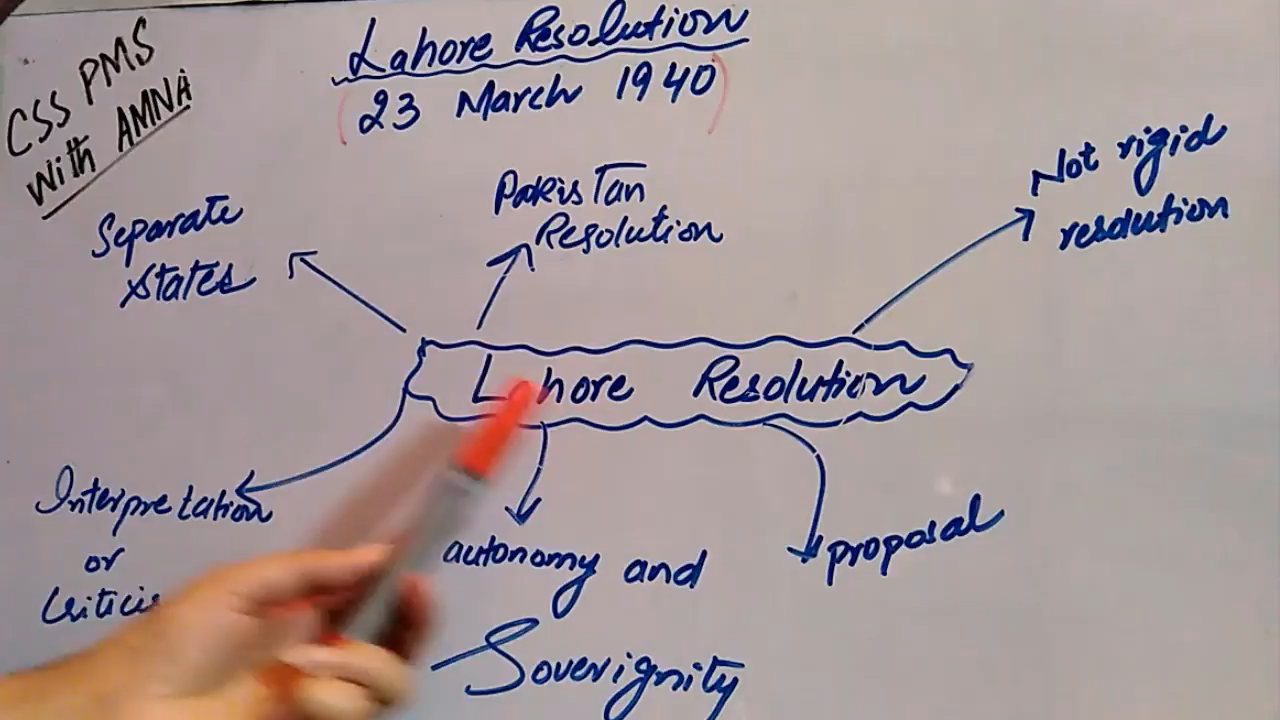 Lahore Resolution
(23 March 1940)
CSS PMS
with AMNA
Separate
states
Pakistan
Resolution
Not rigid
resolution
Lahore Resolution
Interpretation
or
autonomy and
Soverignity
proposal